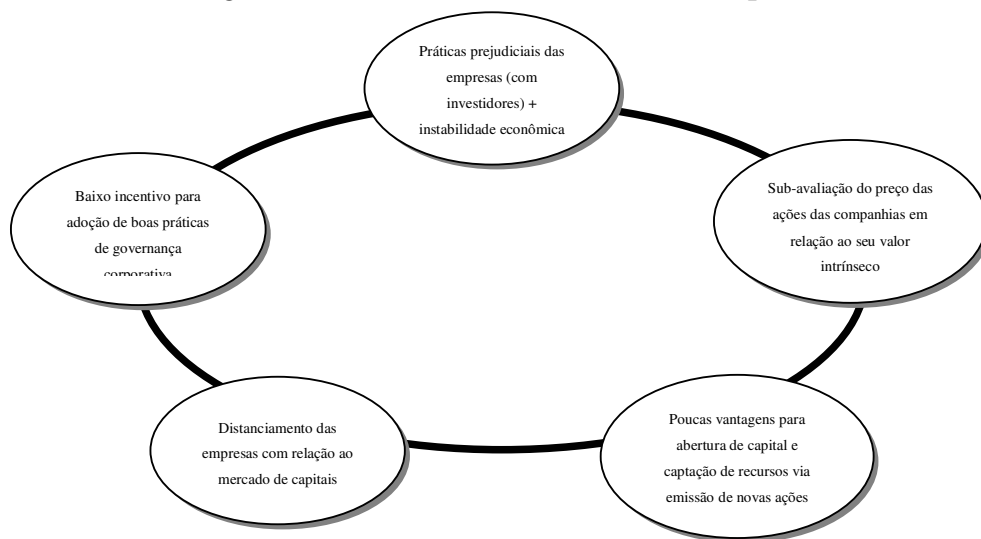 Práticas prejudiciais das
empresas (com
investidores) +
instabilidade econômica
Sub-avaliação do preço das
ações das companhias em
relação ao seu valor
intrínseco
Poucas vantagens para
abertura de capital e
captação de recursos via
emissão de novas ações
Distanciamento das
empresas com relação ao
mercado de capitais
Baixo incentivo para
adoção de boas práticas
de governança
corporativa